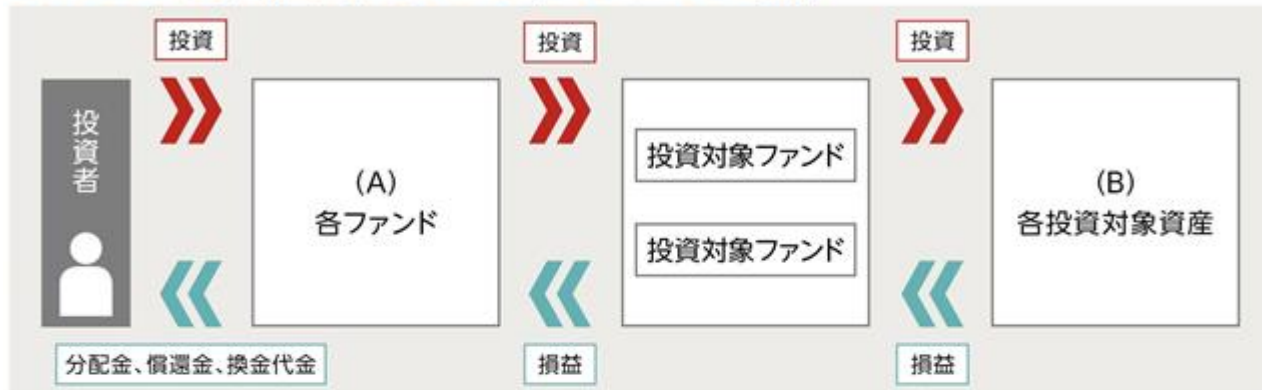 投資
投資
投資
投資者
(A)
各ファンド
投資対象ファンド
投資対象ファンド
(B)
各投資対象資産
分配金、償還金、換金代金
損益
損益